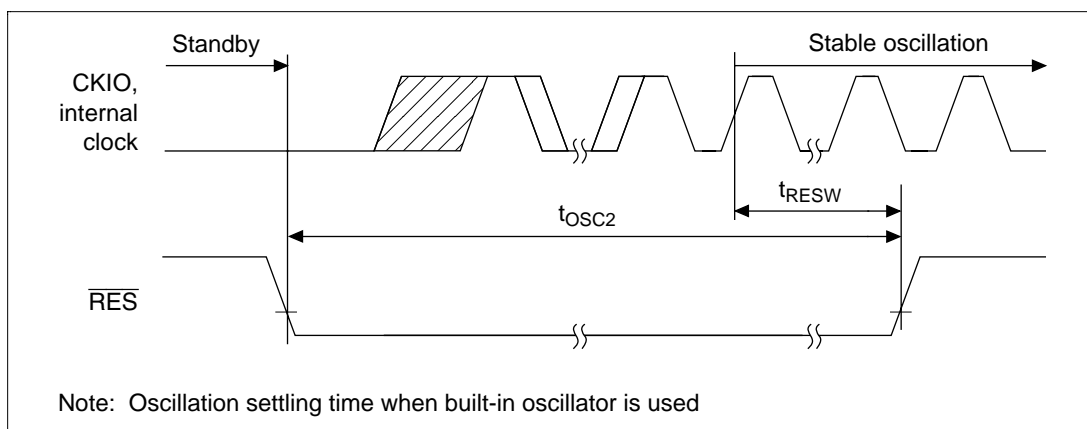 Standby
Stable oscillation
CKIO,
internal
clock
tRESW
tOSC2
RES
Note: Oscillation settling time when built-in oscillator is used